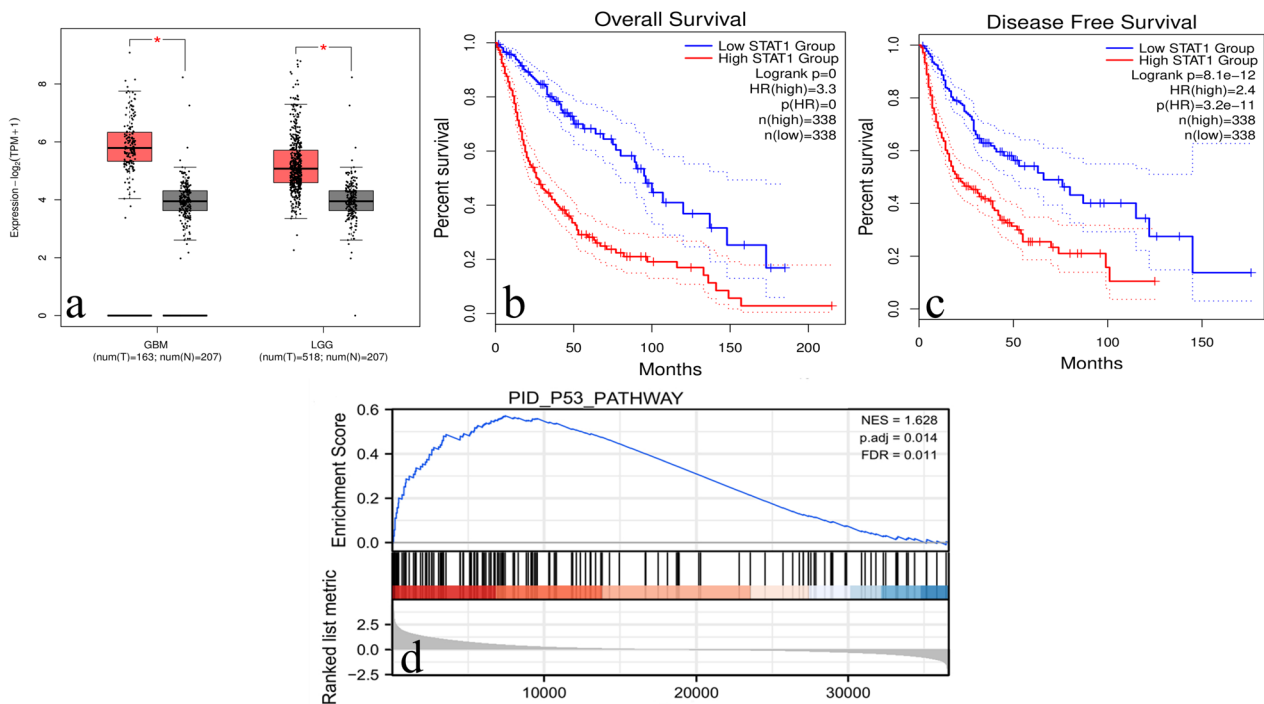 a
Expression − log2(TPM+1)
8
6
4
2
0
*
*
GBM
(num(T)=163; num(N)=207)
LGG
(num(T)=518; num(N)=207)
b
Overall Survival
Low STAT1 Group
High STAT1 Group
Logrank p=0
HR(high)=3.3
p(HR)=0
n(high)=338
n(low)=338
Percent survival
1.0
0.8
0.6
0.4
0.2
0.0
0 50 100 150 200
Months
c
Disease Free Survival
Low STAT1 Group
High STAT1 Group
Logrank p=8.1e−12
HR(high)=2.4
p(HR)=3.2e−11
n(high)=338
n(low)=338
Percent survival
1.0
0.8
0.6
0.4
0.2
0.0
0 50 100 150
Months
PID_P53_PATHWAY
NES = 1.628
p.adj = 0.014
FDR = 0.011
Enrichment Score
0.6
0.4
0.2
0.0
Ranked list metric
2.5
0.0
−2.5
d
10000 20000 30000